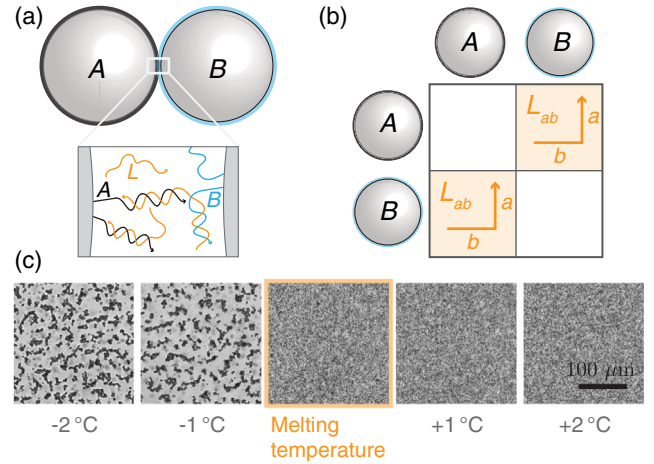 (a)
A
B
L
A
B
(b)
A
B
A
L_ab
a
b
B
L_ab
a
b
(c)
100 μm
-2 °C
-1 °C
Melting
temperature
+1 °C
+2 °C